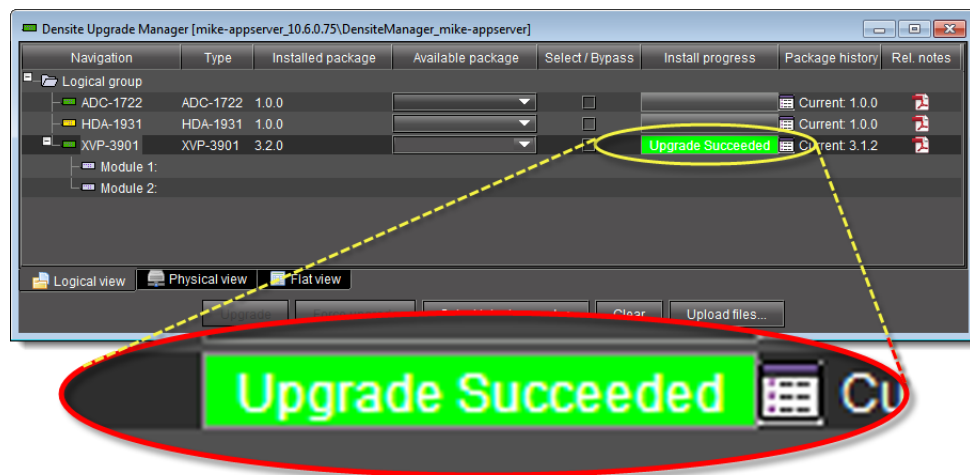 Densite Upgrade Manager [mike-appserver_10.6.0.75\DensiteManager_mike-appserver]
Navigation Type Installed package Available package Select / Bypass Install progress Package history Rel. notes
Logical group
ADC-1722 ADC-1722 1.0.0 Current: 1.0.0
HDA-1931 HDA-1931 1.0.0 Current: 1.0.0
XVP-3901 XVP-3901 3.2.0 Upgrade Succeeded Current: 3.1.2
Module 1:
Module 2:
Logical view Physical view Flat view
Upgrade Clear Upload files...
Upgrade Succeeded Cu